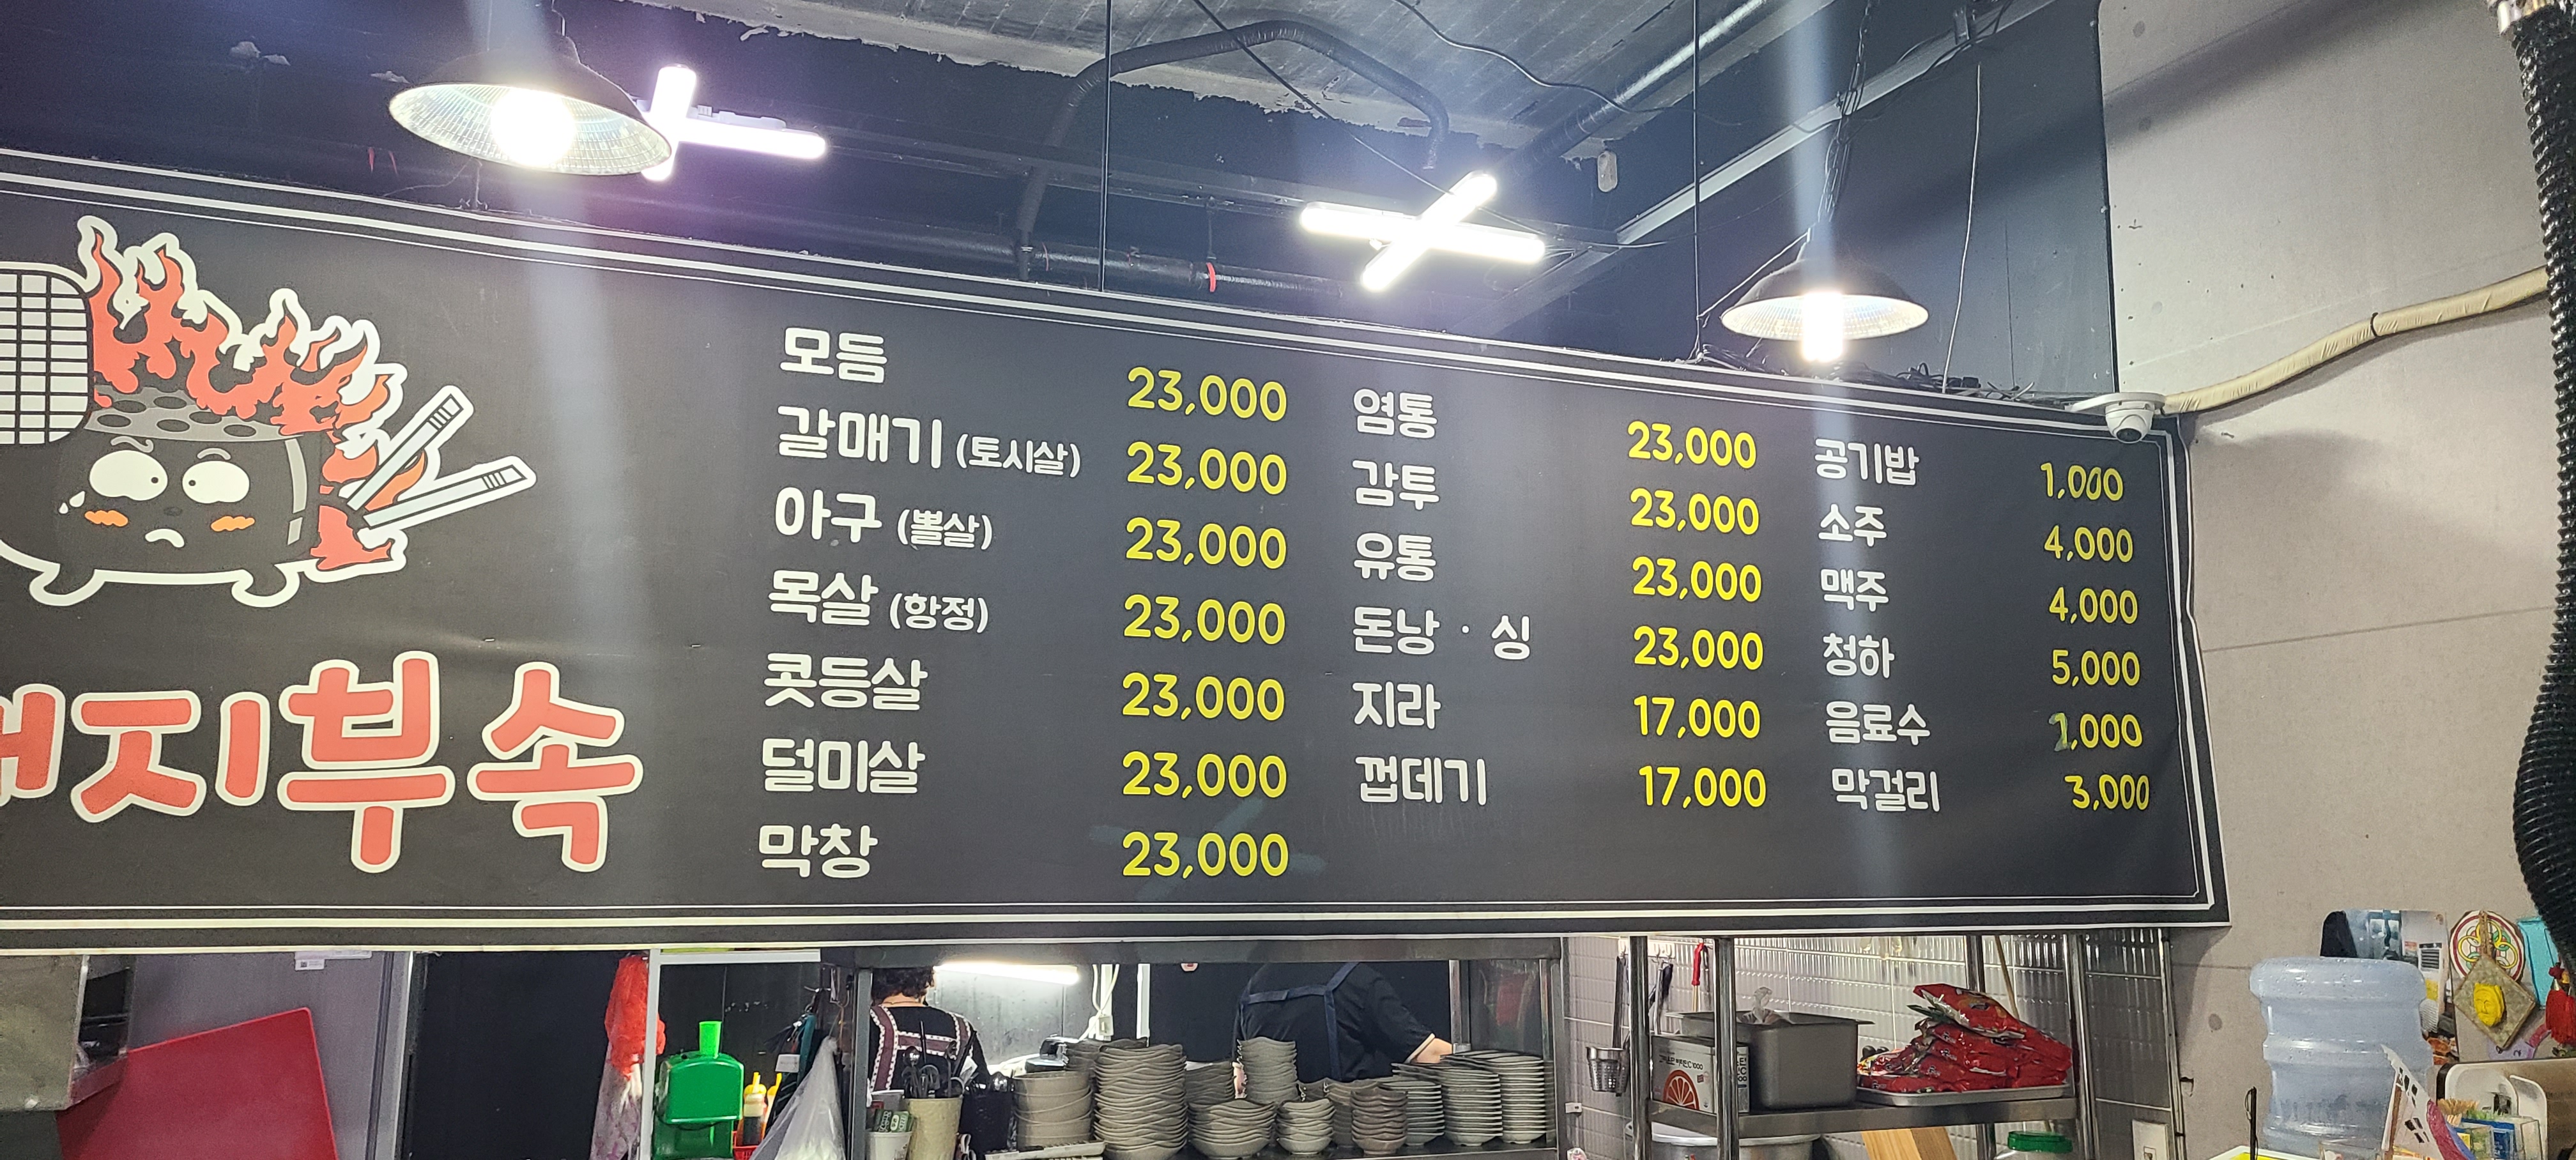 돼지부속
모듬 23,000
갈매기 (토시살) 23,000
아구 (뽈살) 23,000
목살 (항정) 23,000
콧등살 23,000
덜미살 23,000
막창 23,000
염통 23,000
감투 23,000
유통 23,000
돈낭 · 싱 23,000
지라 17,000
껍데기 17,000
공기밥 1,000
소주 4,000
맥주 4,000
청하 5,000
음료수 ,000
막걸리 3,000